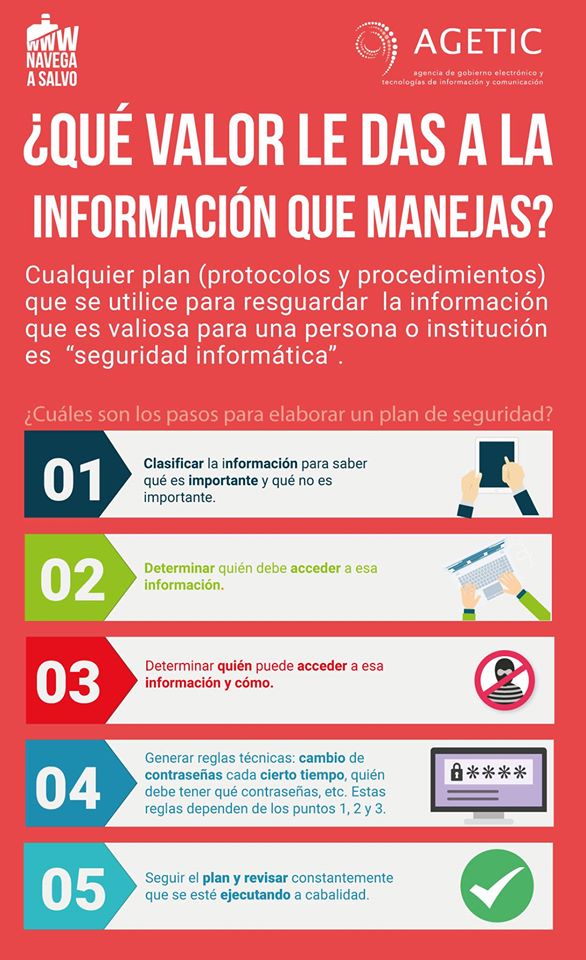 WWW
NAVEGA
A SALVO
AGETIC
agencia de gobierno electrónico y
tecnologías de información y comunicación
¿QUÉ VALOR LE DAS A LA
INFORMACIÓN QUE MANEJAS?
Cualquier plan (protocolos y procedimientos)
que se utilice para resguardar la información
que es valiosa para una persona o institución
es “seguridad informática”.
¿Cuáles son los pasos para elaborar un plan de seguridad?
01
Clasificar la información para saber
qué es importante y qué no es
importante.
02
Determinar quién debe acceder a esa
información.
03
Determinar quién puede acceder a esa
información y cómo.
04
Generar reglas técnicas: cambio de
contraseñas cada cierto tiempo, quién
debe tener qué contraseñas, etc. Estas
reglas dependen de los puntos 1, 2 y 3.
****
05
Seguir el plan y revisar constantemente
que se esté ejecutando a cabalidad.